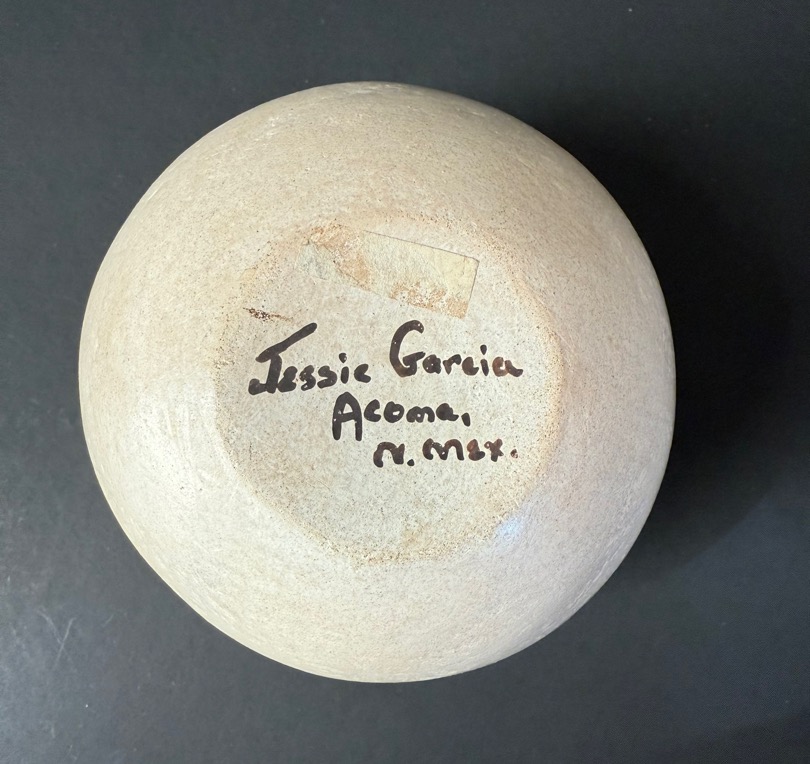 Jessie Garcia
Acoma,
N. Mex.